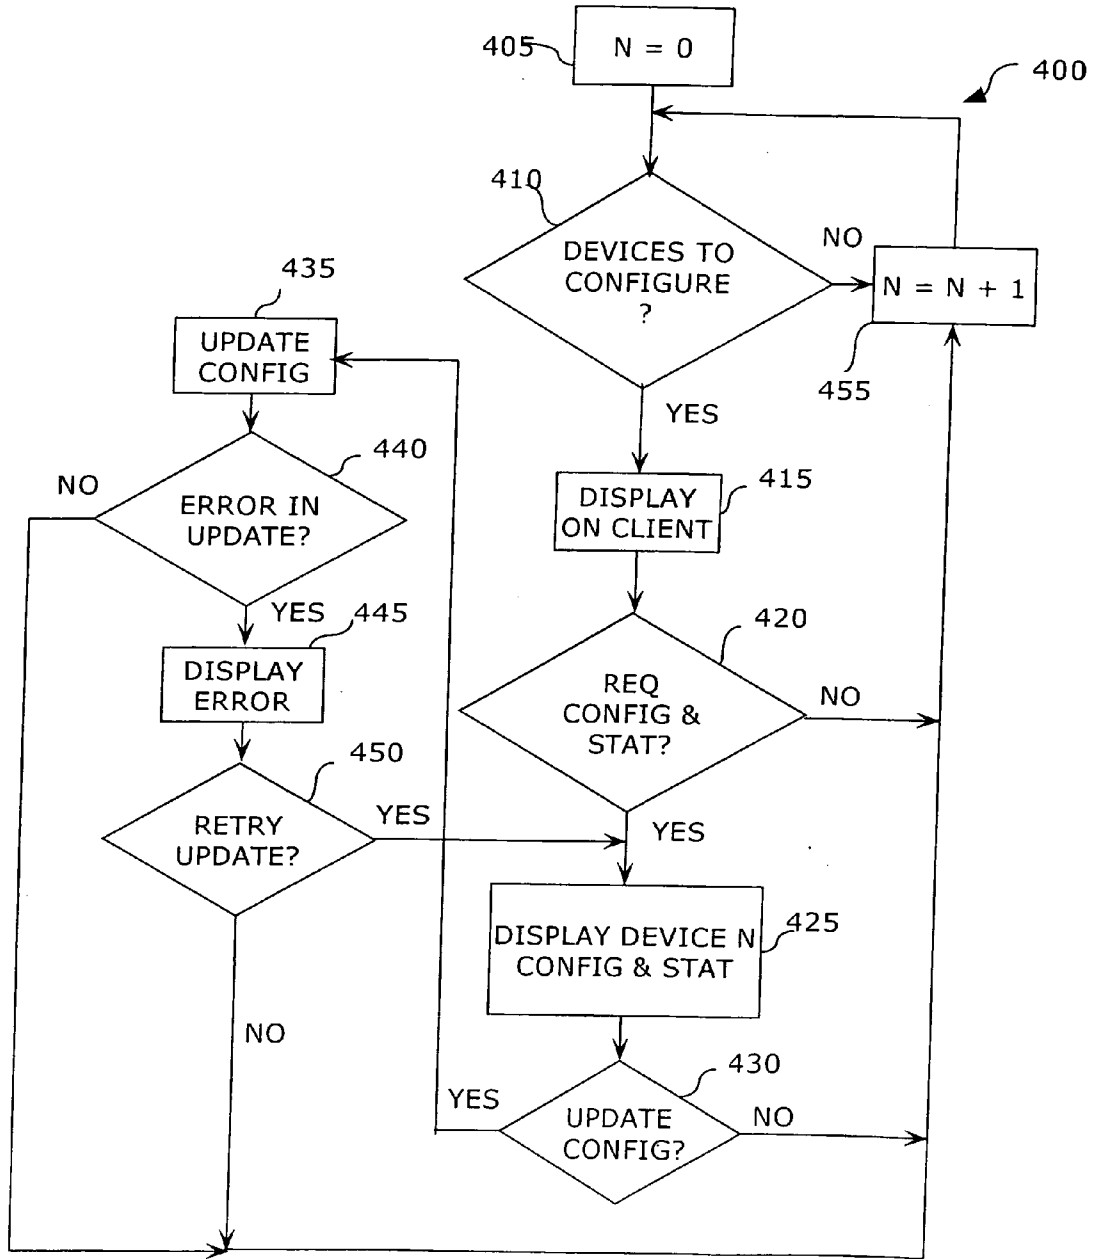 405
N = 0
400
410
DEVICES TO
CONFIGURE
?
NO
N = N + 1
455
435
UPDATE
CONFIG
YES
440
NO
ERROR IN
UPDATE?
415
DISPLAY
ON CLIENT
YES
445
DISPLAY
ERROR
420
REQ
CONFIG &
STAT?
NO
450
RETRY
UPDATE?
YES
YES
425
DISPLAY DEVICE N
CONFIG & STAT
NO
430
YES
UPDATE
CONFIG?
NO